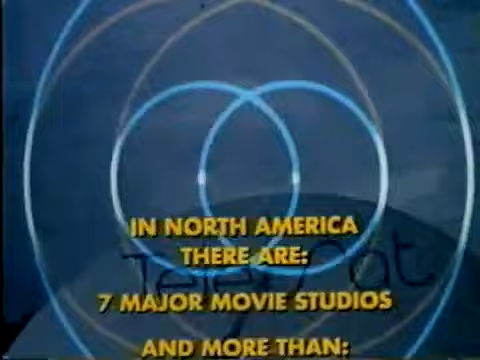 IN NORTH AMERICA
THERE ARE:
7 MAJOR MOVIE STUDIOS
AND MORE THAN: